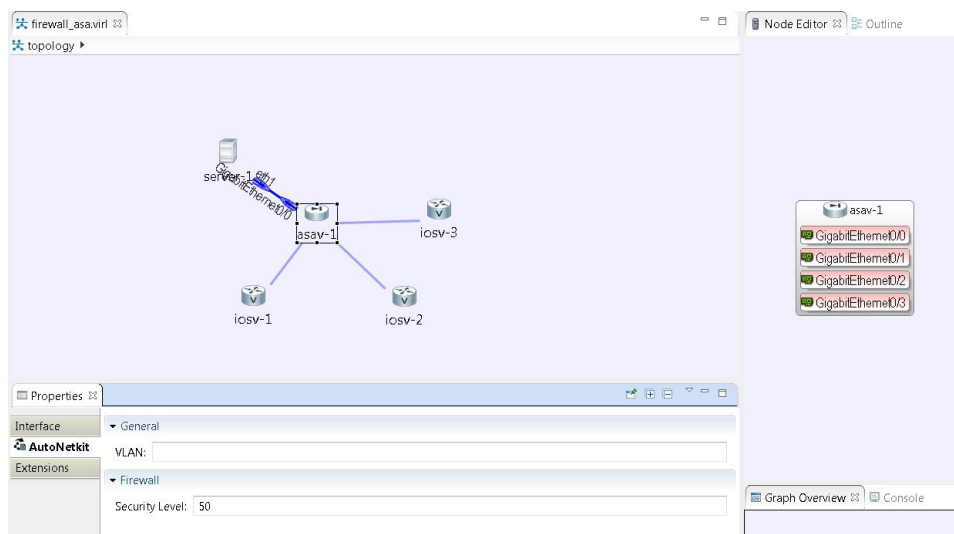 firewall_asa.virl
topology
server-1
eth1
GigabitEthernet0/0
asav-1
iosv-3
iosv-1
iosv-2
Properties
Interface
AutoNetkit
Extensions
General
VLAN:
Firewall
Security Level: 50
Node Editor
Outline
asav-1
GigabitEthernet0/0
GigabitEthernet0/1
GigabitEthernet0/2
GigabitEthernet0/3
Graph Overview
Console